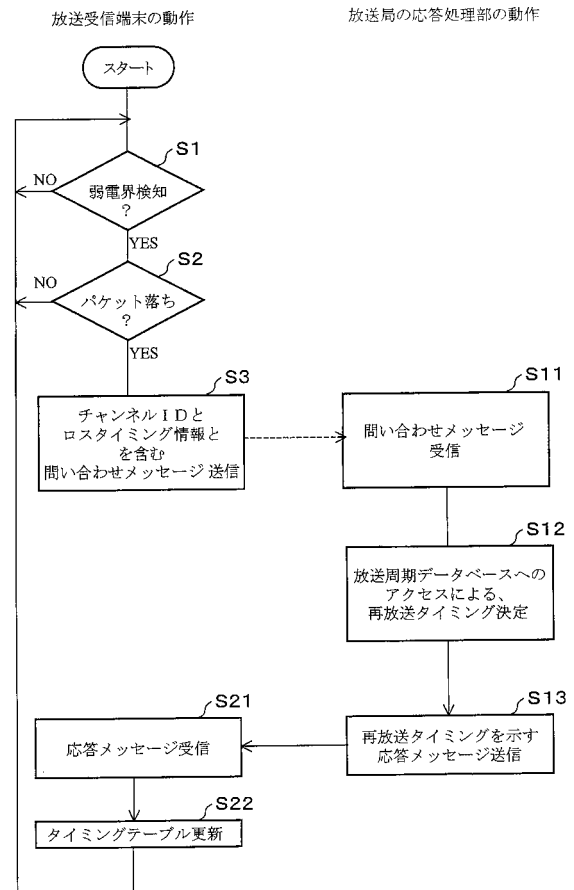 放送受信端末の動作
放送局の応答処理部の動作
スタート
S1
NO
弱電界検知
?
YES
S2
NO
パケット落ち
?
YES
S3
チャンネルIDと
ロスタイミング情報と
を含む
問い合わせメッセージ 送信
S11
問い合わせメッセージ
受信
S12
放送周期データベースへの
アクセスによる、
再放送タイミング決定
S13
再放送タイミングを示す
応答メッセージ送信
S21
応答メッセージ受信
S22
タイミングテーブル更新